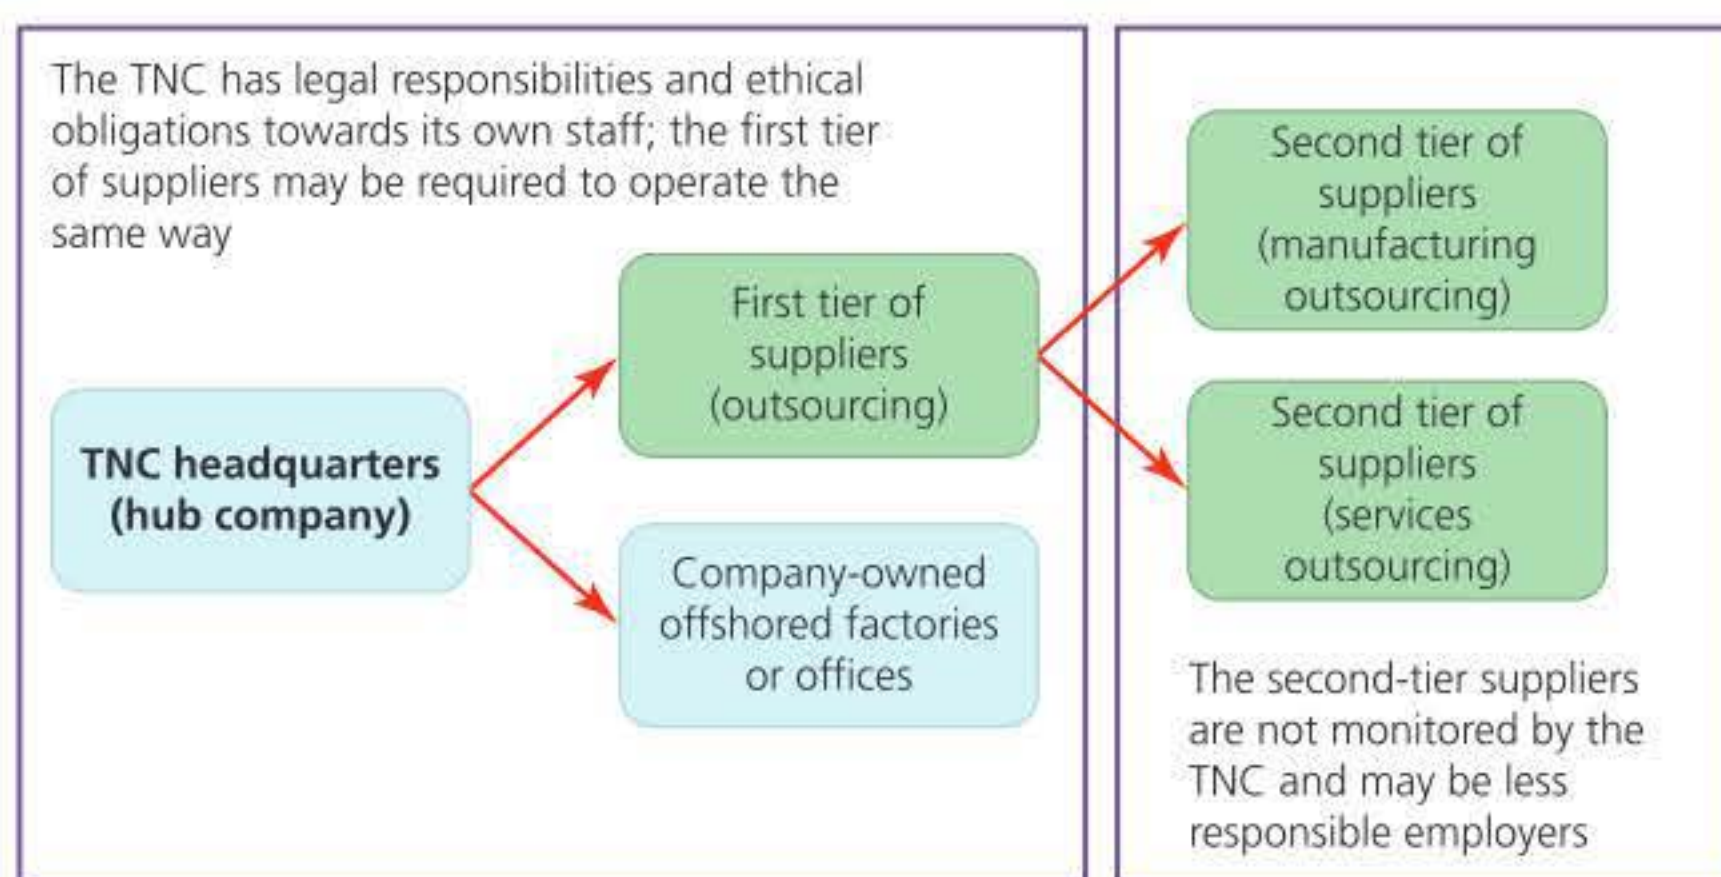 The TNC has legal responsibilities and ethical
obligations towards its own staff; the first tier
of suppliers may be required to operate the
same way
TNC headquarters
(hub company)
First tier of
suppliers
(outsourcing)
Company-owned
offshored factories
or offices
Second tier of
suppliers
(manufacturing
outsourcing)
Second tier of
suppliers
(services
outsourcing)
The second-tier suppliers
are not monitored by the
TNC and may be less
responsible employers